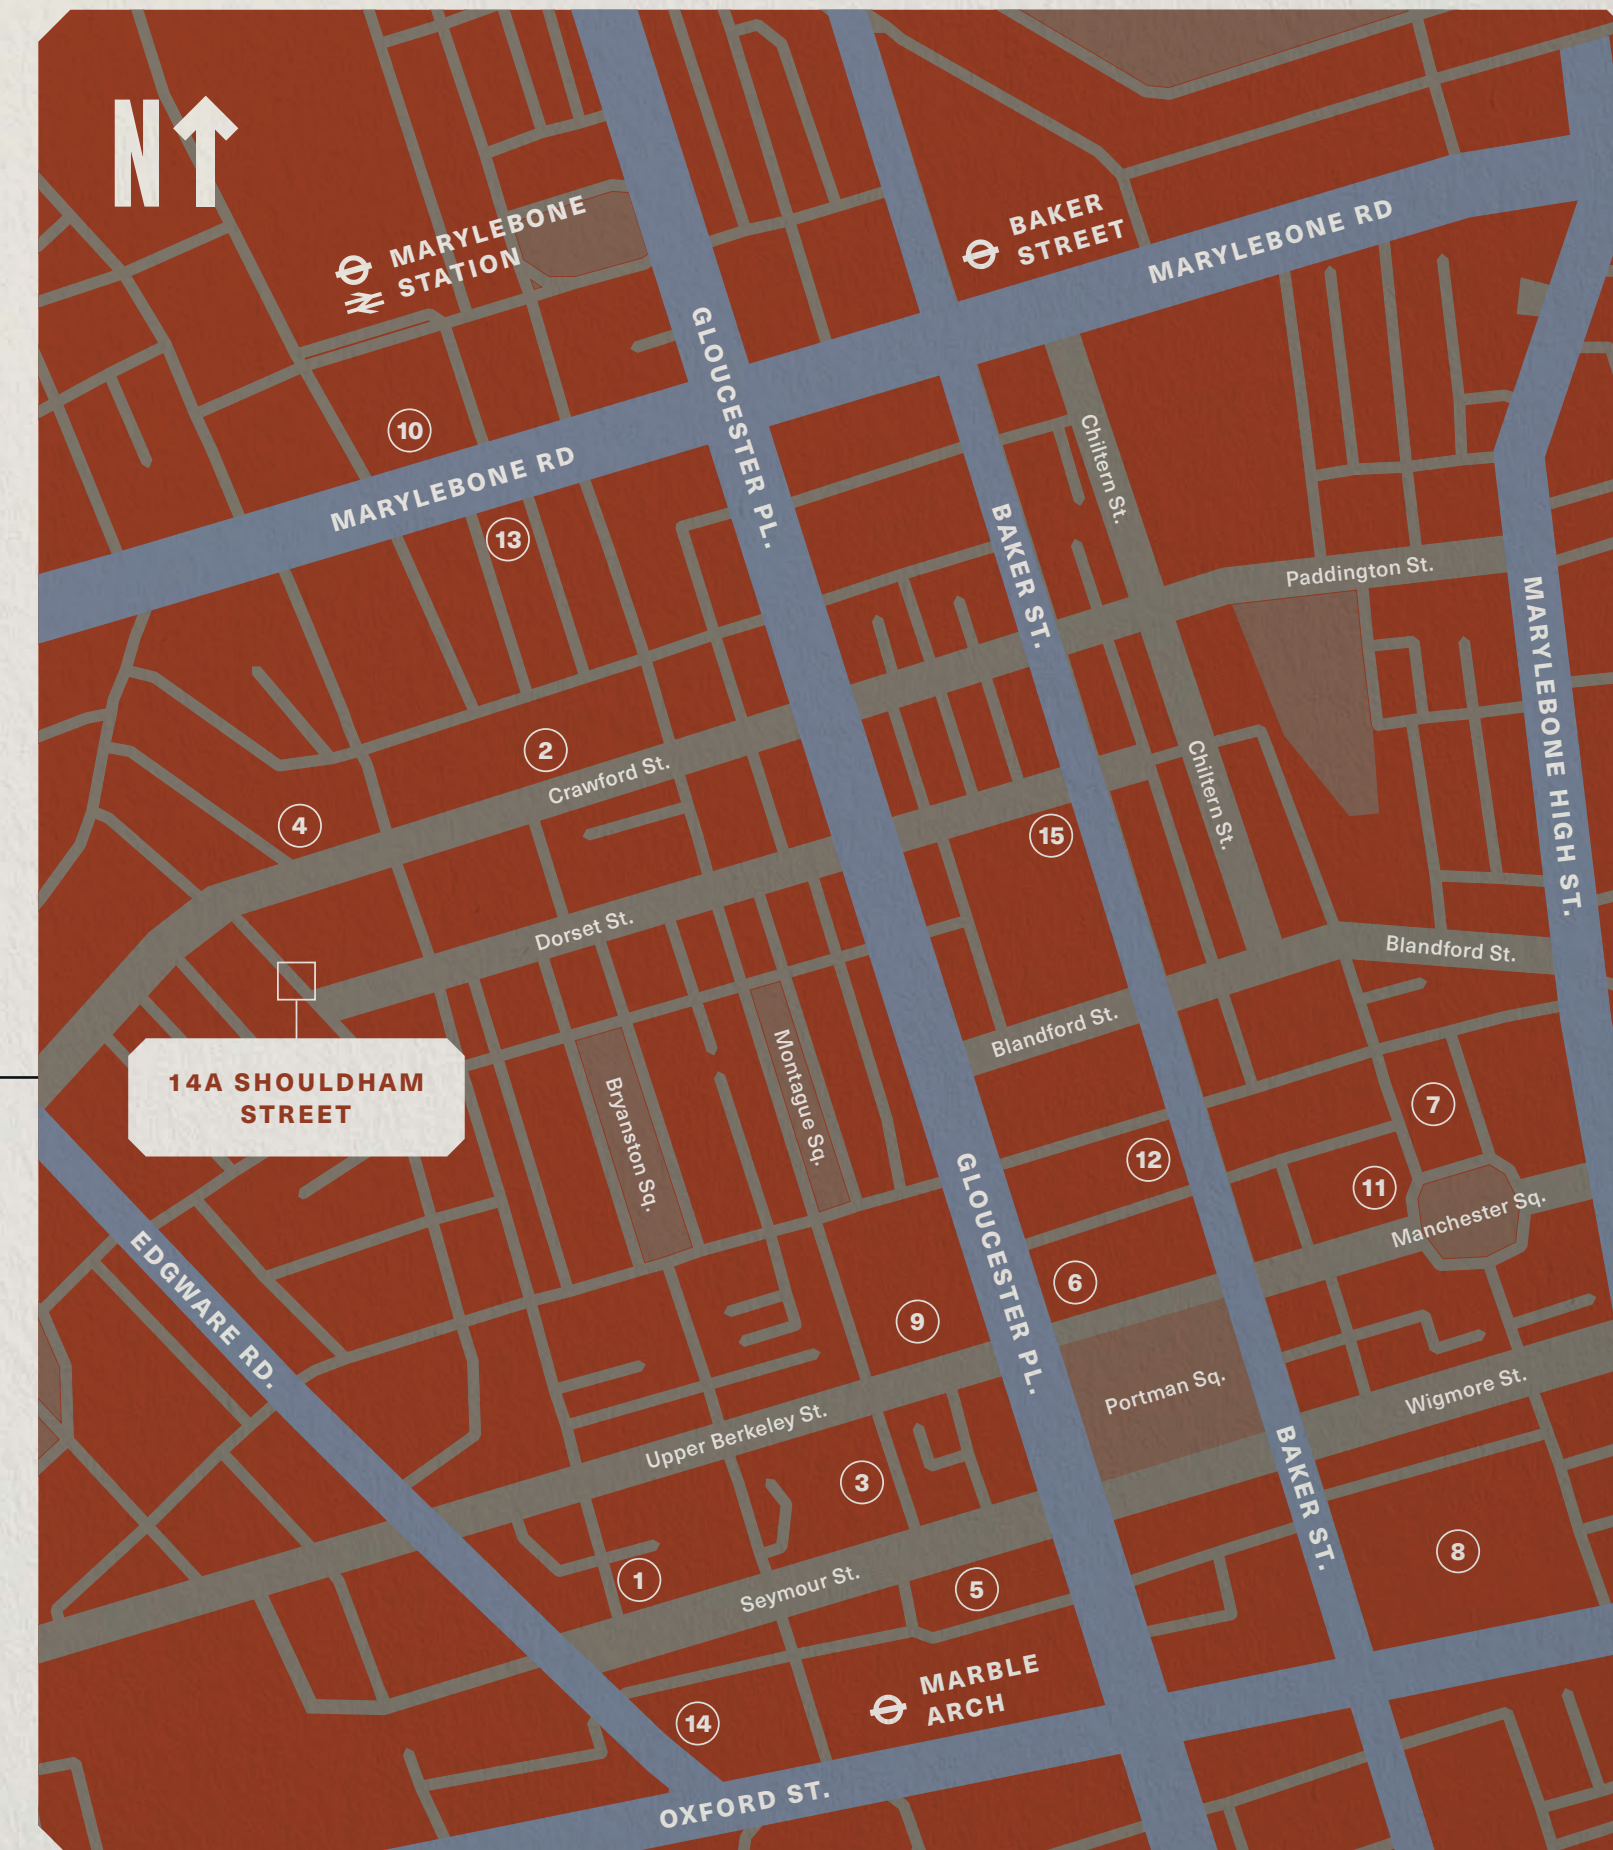 N
MARYLEBONE
STATION
BAKER
STREET
MARYLEBONE RD
GLOUCESTER PL.
10
MARYLEBONE RD
13
Chiltern St.
BAKER ST.
Paddington St.
MARYLEBONE HIGH ST.
2
Crawford St.
4
15
Chiltern St.
Dorset St.
Blandford St.
Blandford St.
14A SHOULDHAM
STREET
Bryanston Sq.
Montague Sq.
7
12
11
Manchester Sq.
EDGWARE RD.
GLOUCESTER PL.
6
9
Portman Sq.
Wigmore St.
Upper Berkeley St.
3
BAKER ST.
8
1
Seymour St.
5
MARBLE
ARCH
14
OXFORD ST.